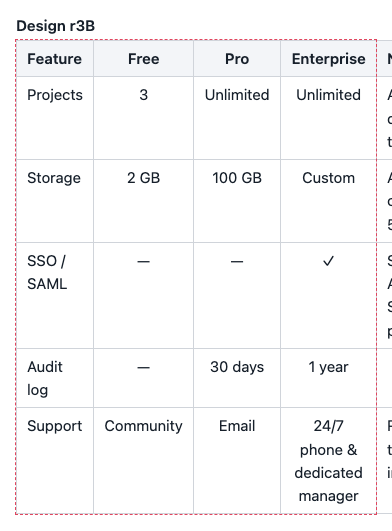 Design r3B
Feature Free Pro Enterprise
Projects 3 Unlimited Unlimited
Storage 2 GB 100 GB Custom
SSO / — — ✓
SAML
Audit — 30 days 1 year
log
Support Community Email 24/7
phone &
dedicated
manager